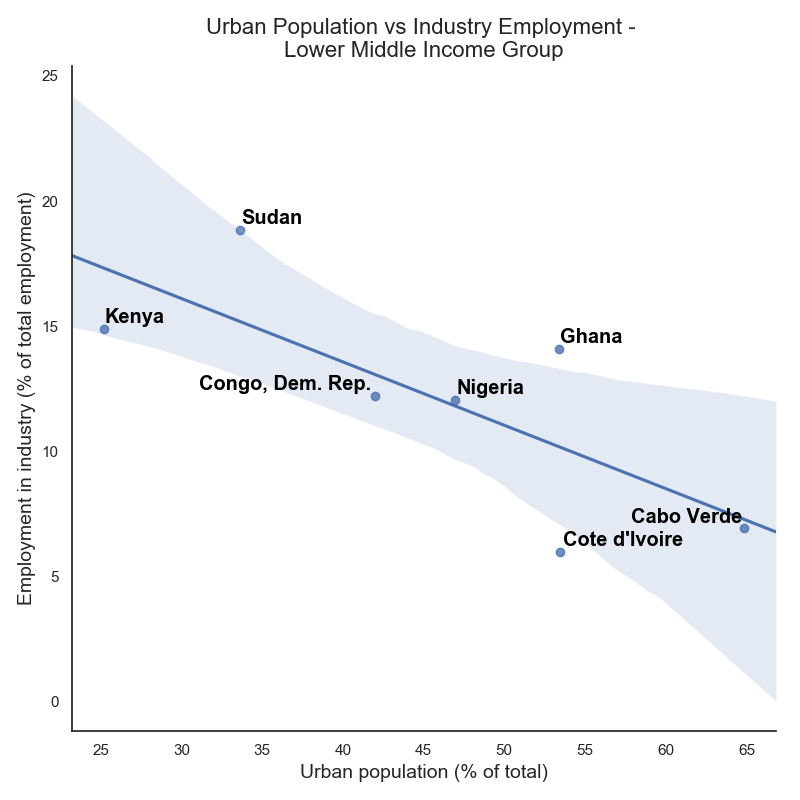 Urban Population vs Industry Employment -
Lower Middle Income Group
25
20
15
10
5
0
Employment in industry (% of total employment)
Sudan
Kenya
Ghana
Congo, Dem. Rep.
Nigeria
Cabo Verde
Cote d'Ivoire
25 30 35 40 45 50 55 60 65
Urban population (% of total)